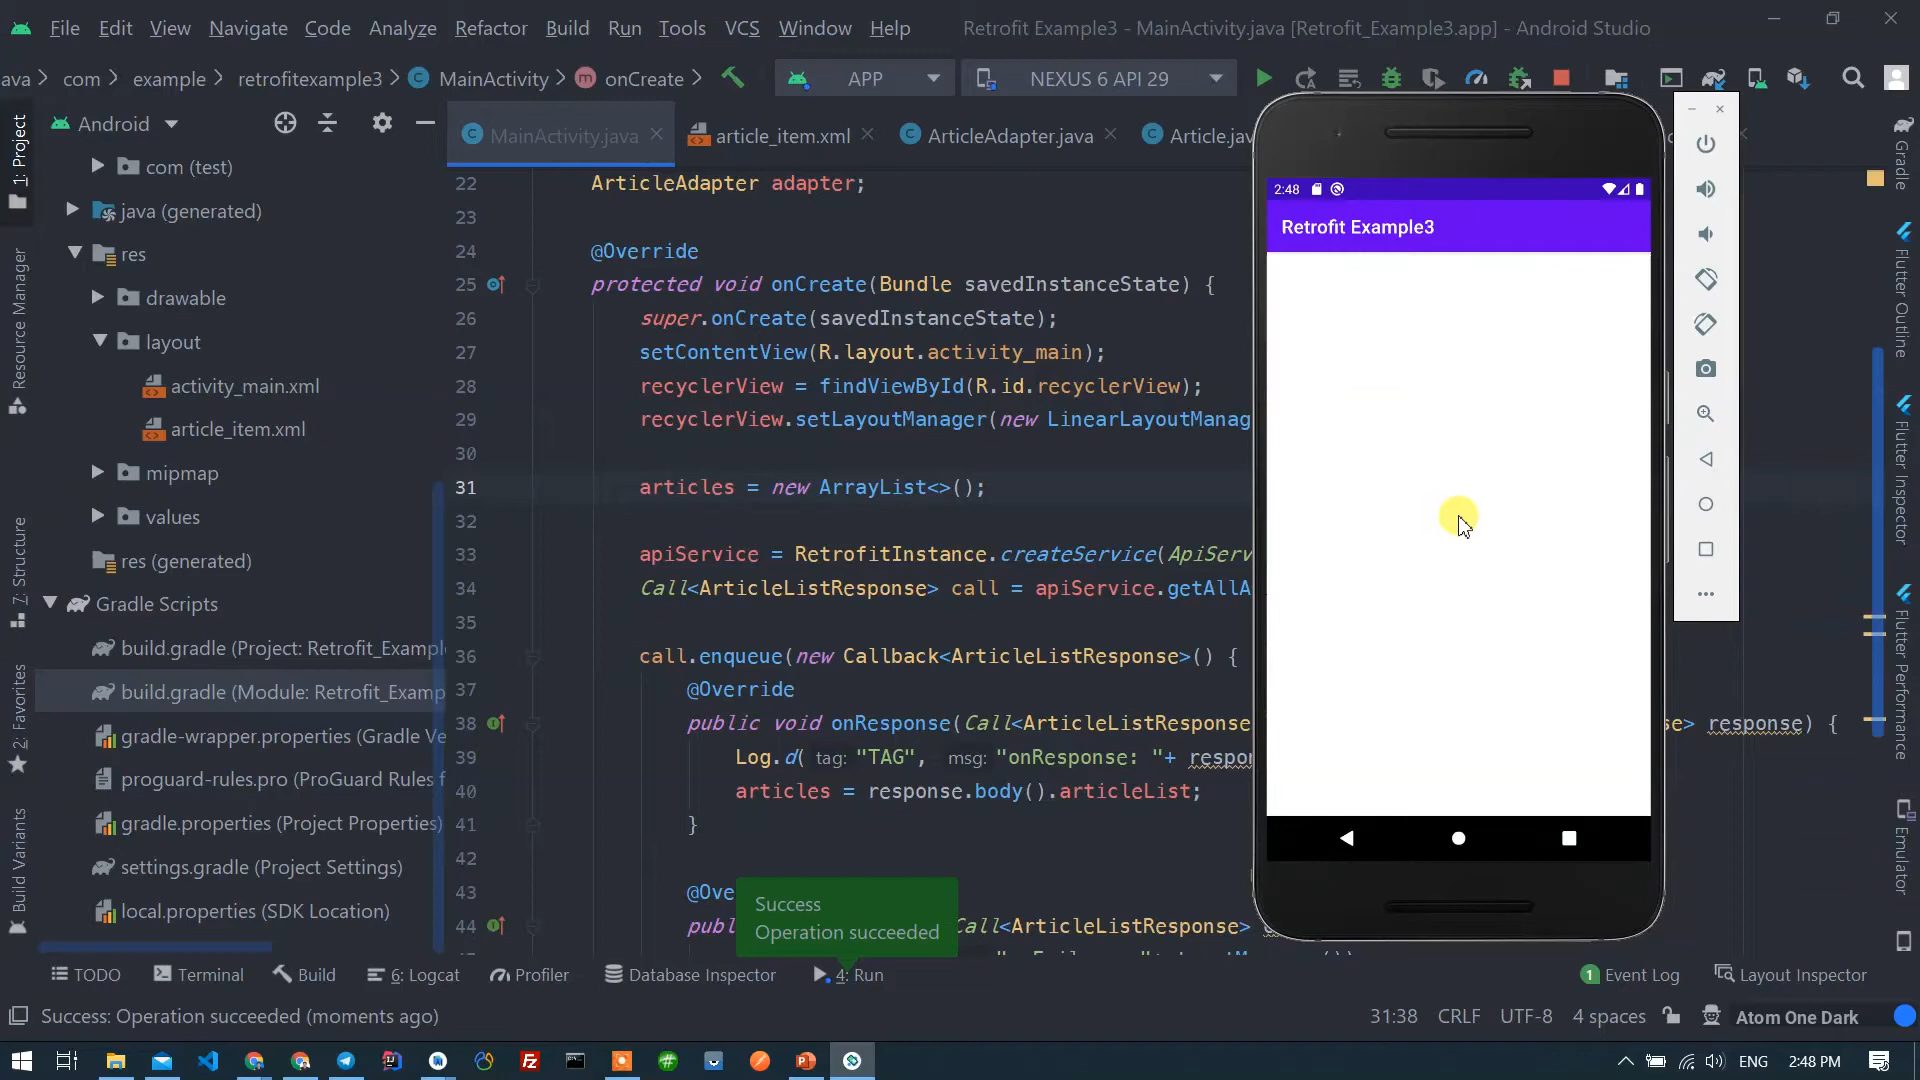 File Edit View Navigate Code Analyze Refactor Build Run Tools VCS Window Help Retrofit Example3 - MainActivity.java [Retrofit_Example3.app] - Android Studio
ava com example retrofitexample3 MainActivity onCreate APP NEXUS 6 API 29
Android
MainActivity.java article_item.xml ArticleAdapter.java Article.jav
1: Project
Resource Manager
Z: Structure
2: Favorites
Build Variants
com (test)
java (generated)
res
drawable
layout
activity_main.xml
article_item.xml
mipmap
values
res (generated)
Gradle Scripts
build.gradle (Project: Retrofit_Exampl
build.gradle (Module: Retrofit_Examp
gradle-wrapper.properties (Gradle Ve
proguard-rules.pro (ProGuard Rules f
gradle.properties (Project Properties)
settings.gradle (Project Settings)
local.properties (SDK Location)
22 ArticleAdapter adapter;
23
24 @Override
25 protected void onCreate(Bundle savedInstanceState) {
26 super.onCreate(savedInstanceState);
27 setContentView(R.layout.activity_main);
28 recyclerView = findViewById(R.id.recyclerView);
29 recyclerView.setLayoutManager(new LinearLayoutManag
30
31 articles = new ArrayList<>();
32
33 apiService = RetrofitInstance.createService(ApiServ
34 Call<ArticleListResponse> call = apiService.getAllA
35
36 call.enqueue(new Callback<ArticleListResponse>() {
37 @Override
38 public void onResponse(Call<ArticleListResponse s> response) {
39 Log.d( tag: "TAG", msg: "onResponse: "+ respon
40 articles = response.body().articleList;
41 }
42
43 @Ove
44 publ Call<ArticleListResponse>
Success
Operation succeeded
2:48
Retrofit Example3
Gradle
Flutter Outline
Flutter Inspector
Flutter Performance
Emulator
TODO Terminal Build 6: Logcat Profiler Database Inspector 4: Run 1 Event Log Layout Inspector
Success: Operation succeeded (moments ago) 31:38 CRLF UTF-8 4 spaces Atom One Dark
ENG 2:48 PM